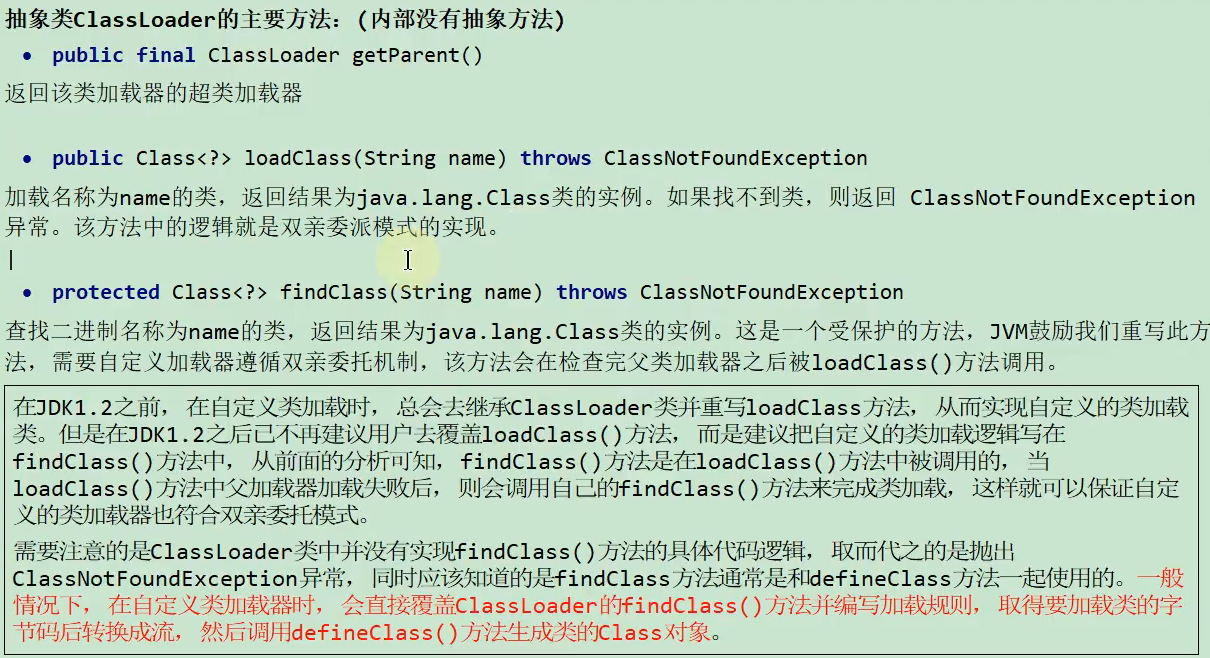 抽象类ClassLoader的主要方法：(内部没有抽象方法)
• public final ClassLoader getParent()
返回该类加载器的超类加载器
• public Class<?> loadClass(String name) throws ClassNotFoundException
加载名称为name的类，返回结果为java.lang.Class类的实例。如果找不到类，则返回 ClassNotFoundException
异常。该方法中的逻辑就是双亲委派模式的实现。
• protected Class<?> findClass(String name) throws ClassNotFoundException
查找二进制名称为name的类，返回结果为java.lang.Class类的实例。这是一个受保护的方法，JVM鼓励我们重写此方
法，需要自定义加载器遵循双亲委托机制，该方法会在检查完父类加载器之后被loadClass()方法调用。
在JDK1.2之前，在自定义类加载时，总会去继承ClassLoader类并重写loadClass方法，从而实现自定义的类加载
类。但是在JDK1.2之后已不再建议用户去覆盖loadClass()方法，而是建议把自定义的类加载逻辑写在
findClass()方法中，从前面的分析可知，findClass()方法是在loadClass()方法中被调用的，当
loadClass()方法中父加载器加载失败后，则会调用自己的findClass()方法来完成类加载，这样就可以保证自定
义的类加载器也符合双亲委托模式。
需要注意的是ClassLoader类中并没有实现findClass()方法的具体代码逻辑，取而代之的是抛出
ClassNotFoundException异常，同时应该知道的是findClass方法通常是和defineClass方法一起使用的。一般
情况下，在自定义类加载器时，会直接覆盖ClassLoader的findClass()方法并编写加载规则，取得要加载类的字
节码后转换成流，然后调用defineClass()方法生成类的Class对象。